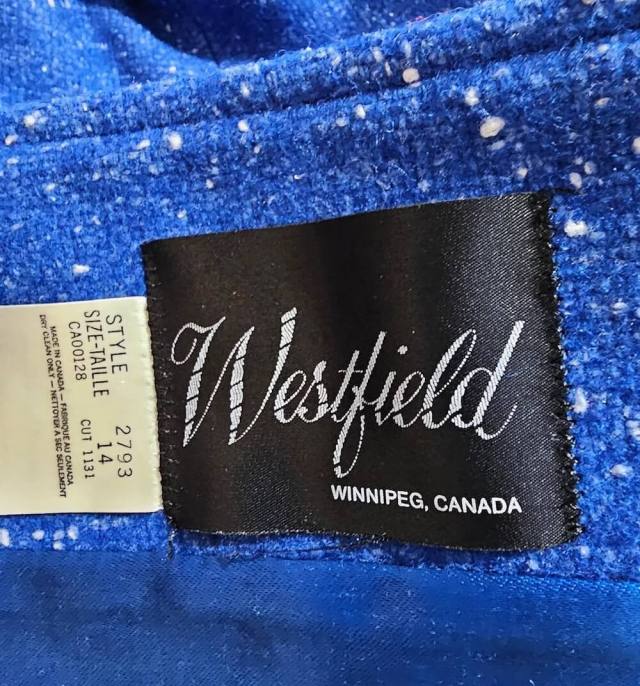 Westfield
WINNIPEG, CANADA
STYLE 2793
SIZE-TAILLE 14
CA00128 CUT 1131
MADE IN CANADA — FABRIQUE AU CANADA
DRY CLEAN ONLY — NETTOYER A SEC SEULEMENT